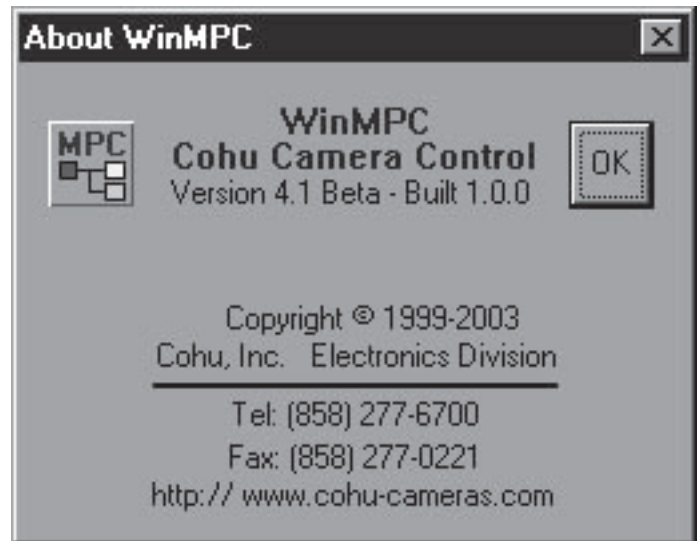 About WinMPC
MPC
WinMPC
Cohu Camera Control
Version 4.1 Beta - Built 1.0.0
OK
Copyright © 1999-2003
Cohu, Inc. Electronics Division
Tel: (858) 277-6700
Fax: (858) 277-0221
http:// www.cohu-cameras.com